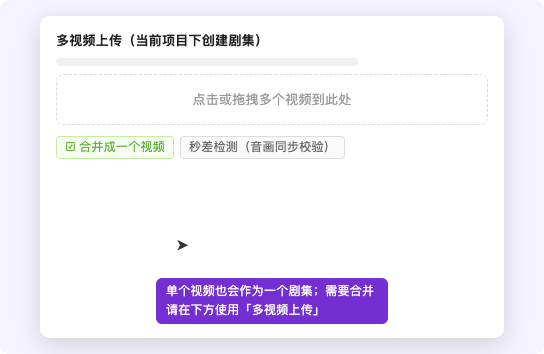 多视频上传（当前项目下创建剧集）
点击或拖拽多个视频到此处
合并成一个视频
秒差检测（音画同步校验）
单个视频也会作为一个剧集；需要合并
请在下方使用「多视频上传」